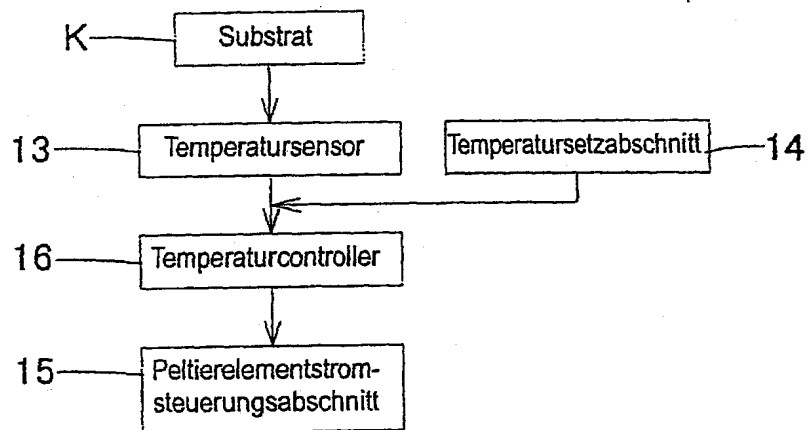 K
Substrat
13
Temperatursensor
Temperatursetzabschnitt
14
16
Temperaturcontroller
15
Peltierelementstrom-
steuerungsabschnitt